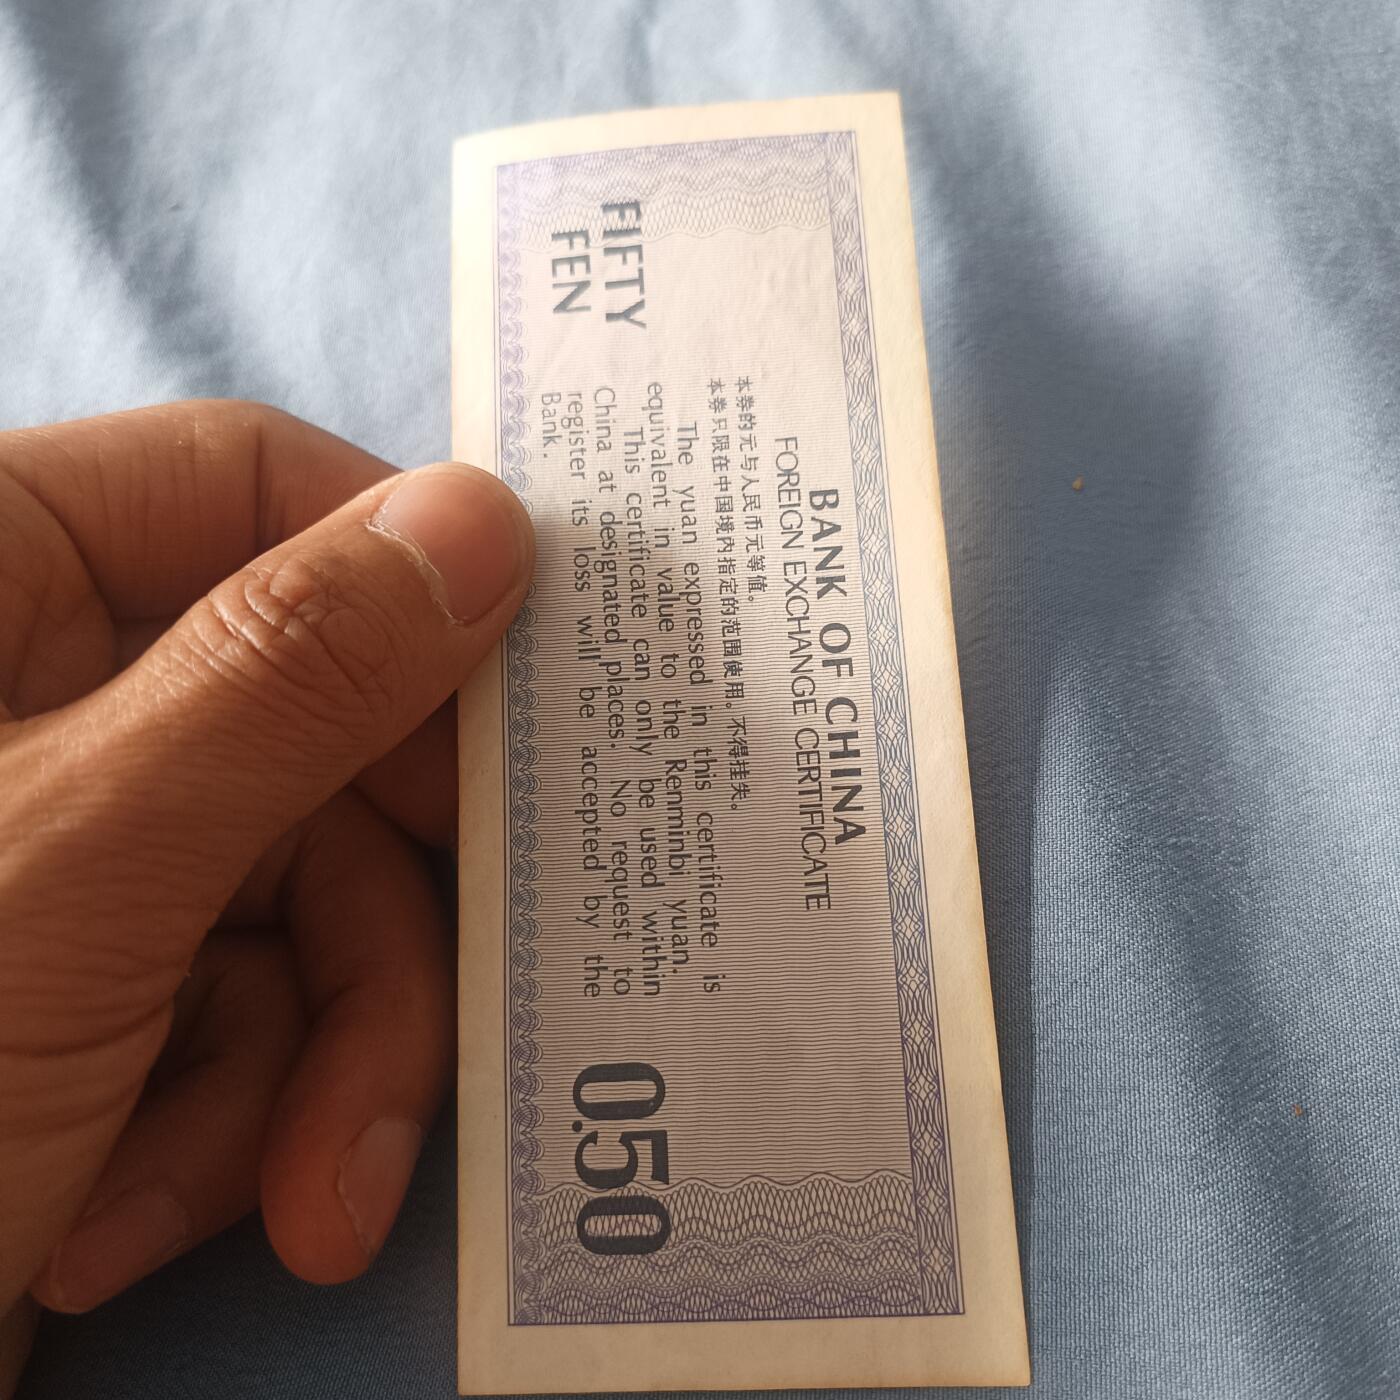 BANK OF CHINA
FOREIGN EXCHANGE CERTIFICATE
本券的元与人民币元等值。
本券只限在中国境内指定的范围使用。不得挂失。
The yuan expressed in this certificate is
equivalent in value to the Renminbi yuan.
This certificate can only be used within
China at designated places. No request to
register its loss will be accepted by the
Bank.
FIFTY
FEN
0.50